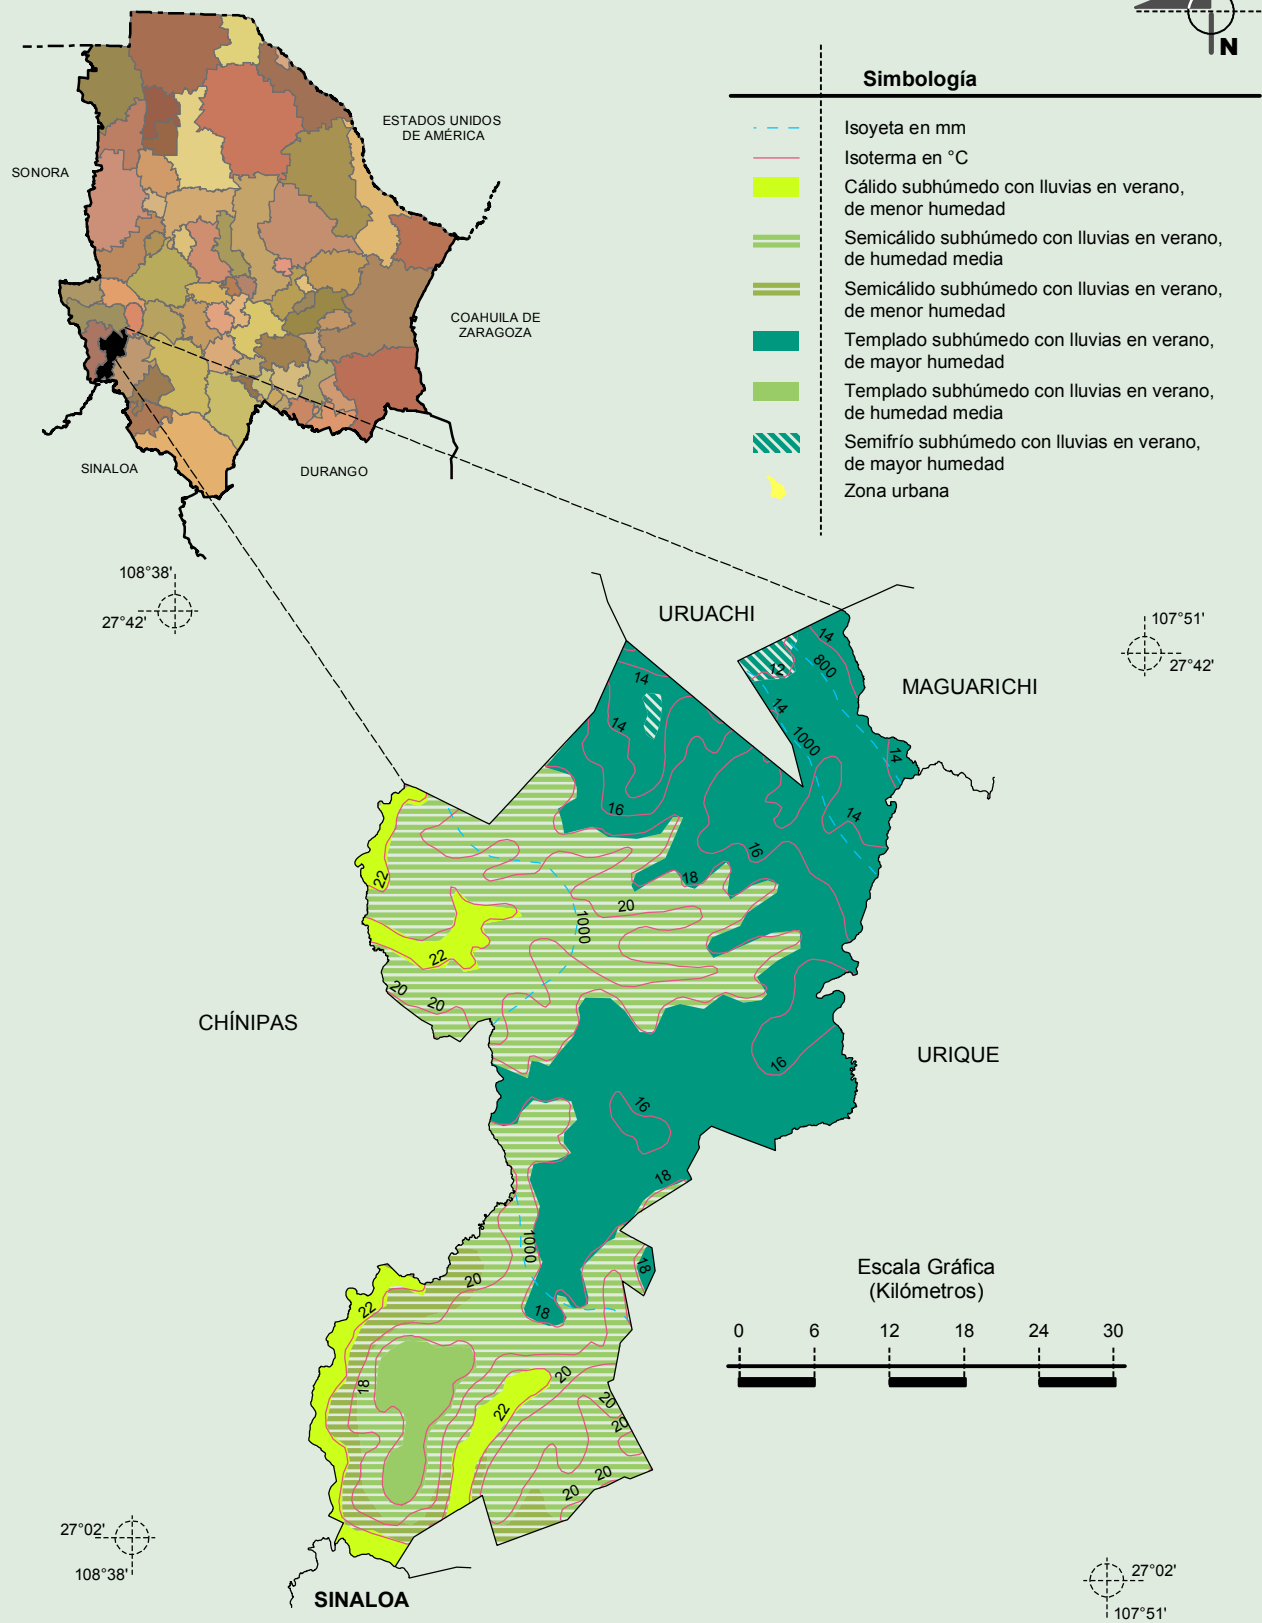 N
Simbología
Isoyeta en mm
Isoterma en °C
Cálido subhúmedo con lluvias en verano,
de menor humedad
Semicálido subhúmedo con lluvias en verano,
de humedad media
Semicálido subhúmedo con lluvias en verano,
de menor humedad
Templado subhúmedo con lluvias en verano,
de mayor humedad
Templado subhúmedo con lluvias en verano,
de humedad media
Semifrío subhúmedo con lluvias en verano,
de mayor humedad
Zona urbana
ESTADOS UNIDOS
DE AMÉRICA
SONORA
COAHUILA DE
ZARAGOZA
SINALOA
DURANGO
108°38'
27°42'
107°51'
27°42'
URUACHI
MAGUARICHI
14
800
12
14
14
14
1000
14
16
14
16
18
22
20
1000
22
20
20
CHÍNIPAS
URIQUE
16
16
18
1000
18
20
22
18
18
20
22
20
20
20
20
Escala Gráfica
(Kilómetros)
0 6 12 18 24 30
27°02'
108°38'
SINALOA
27°02'
107°51'